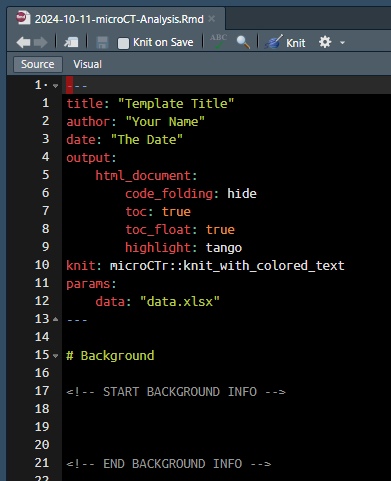 2024-10-11-microCT-Analysis.Rmd
Knit on Save ABC Knit
Source Visual
1 ---
1 title: "Template Title"
2 author: "Your Name"
3 date: "The Date"
4 output:
5     html_document:
6         code_folding: hide
7         toc: true
8         toc_float: true
9         highlight: tango
10 knit: microCTr::knit_with_colored_text
11 params:
12     data: "data.xlsx"
13 ---
14
15 # Background
16
17 <!-- START BACKGROUND INFO -->
18
19
20
21 <!-- END BACKGROUND INFO -->
22